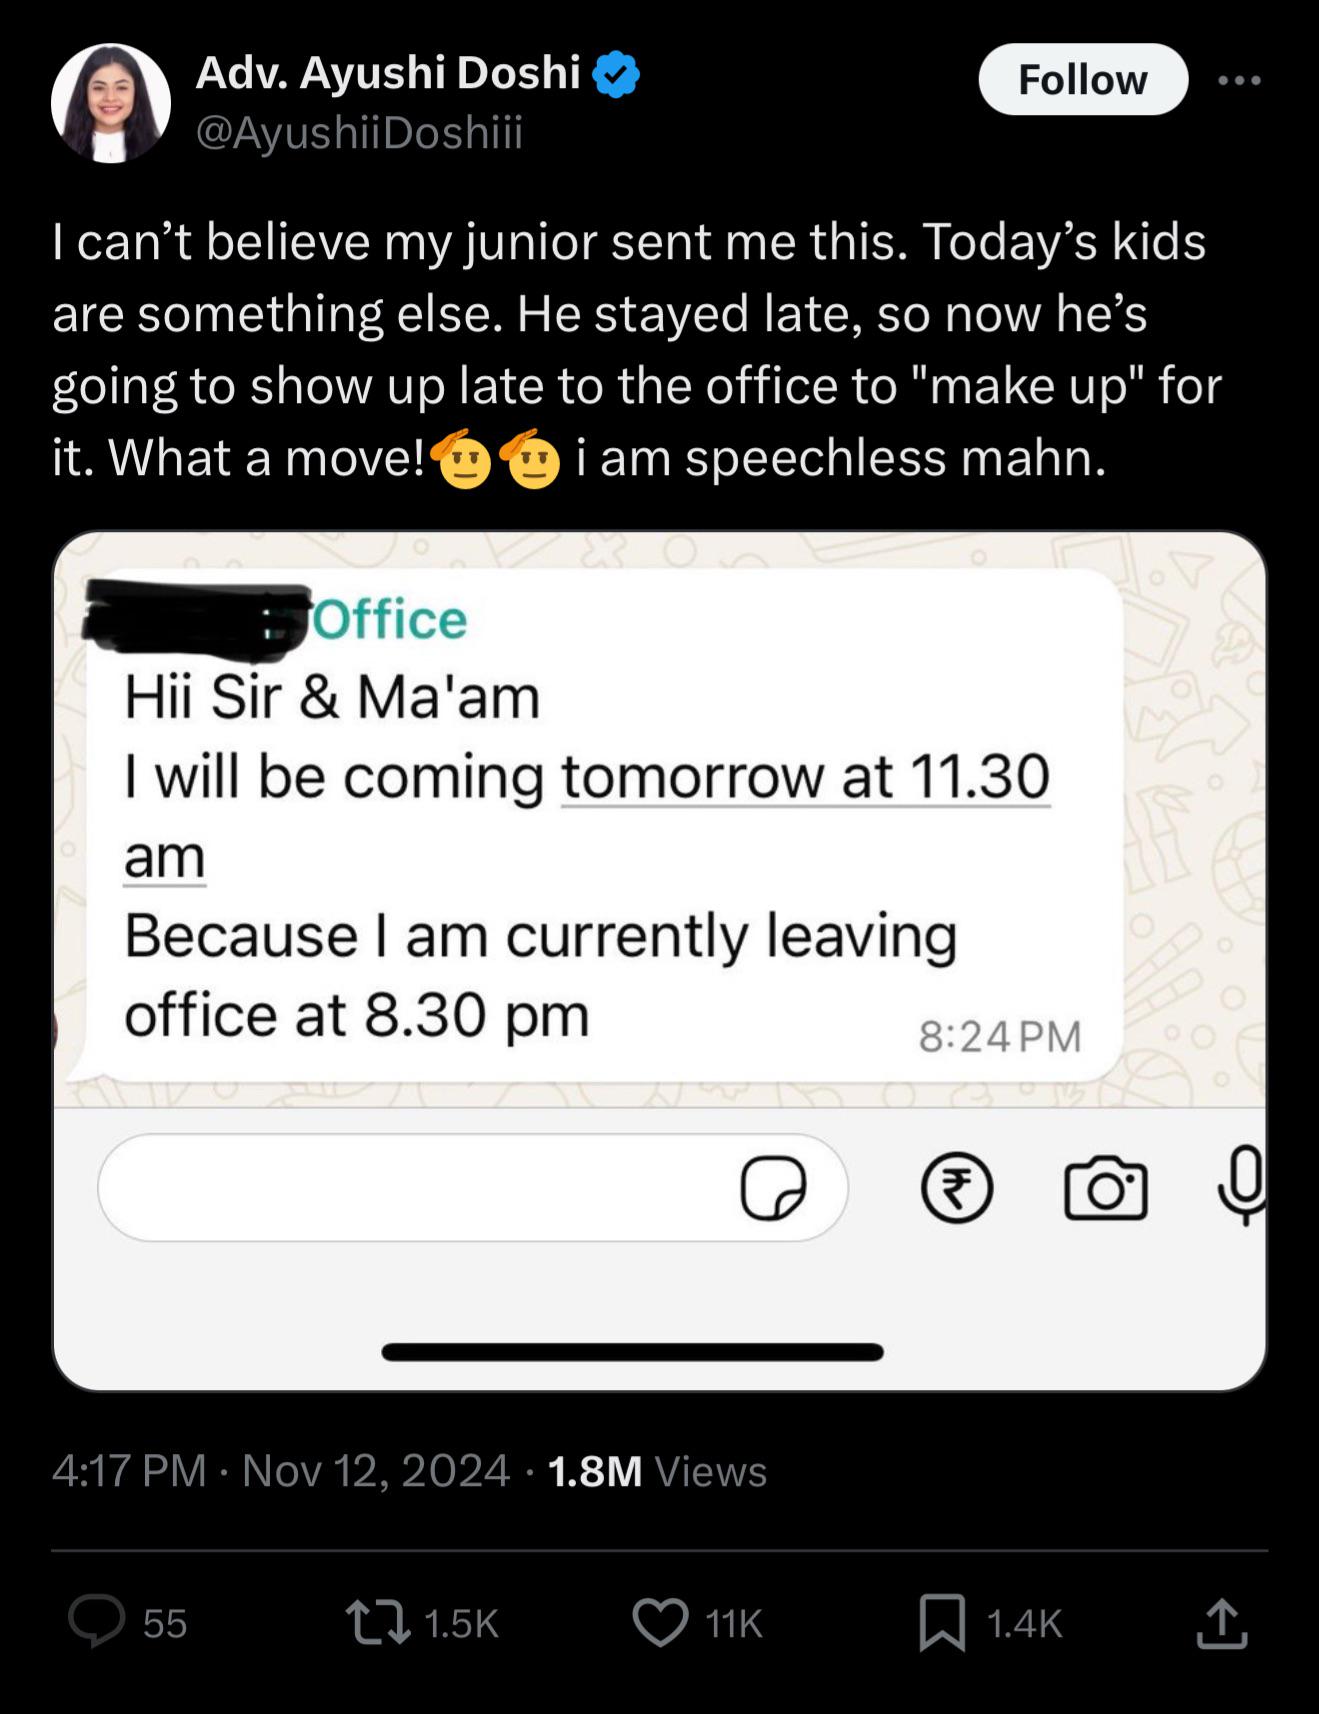 Adv. Ayushi Doshi
Follow
@AyushiiDoshiii
I can’t believe my junior sent me this. Today’s kids
are something else. He stayed late, so now he’s
going to show up late to the office to "make up" for
it. What a move!🫡🫡 i am speechless mahn.
Office
Hii Sir & Ma'am
I will be coming tomorrow at 11.30
am
Because I am currently leaving
office at 8.30 pm
8:24 PM
4:17 PM · Nov 12, 2024 · 1.8M Views
55 1.5K 11K 1.4K